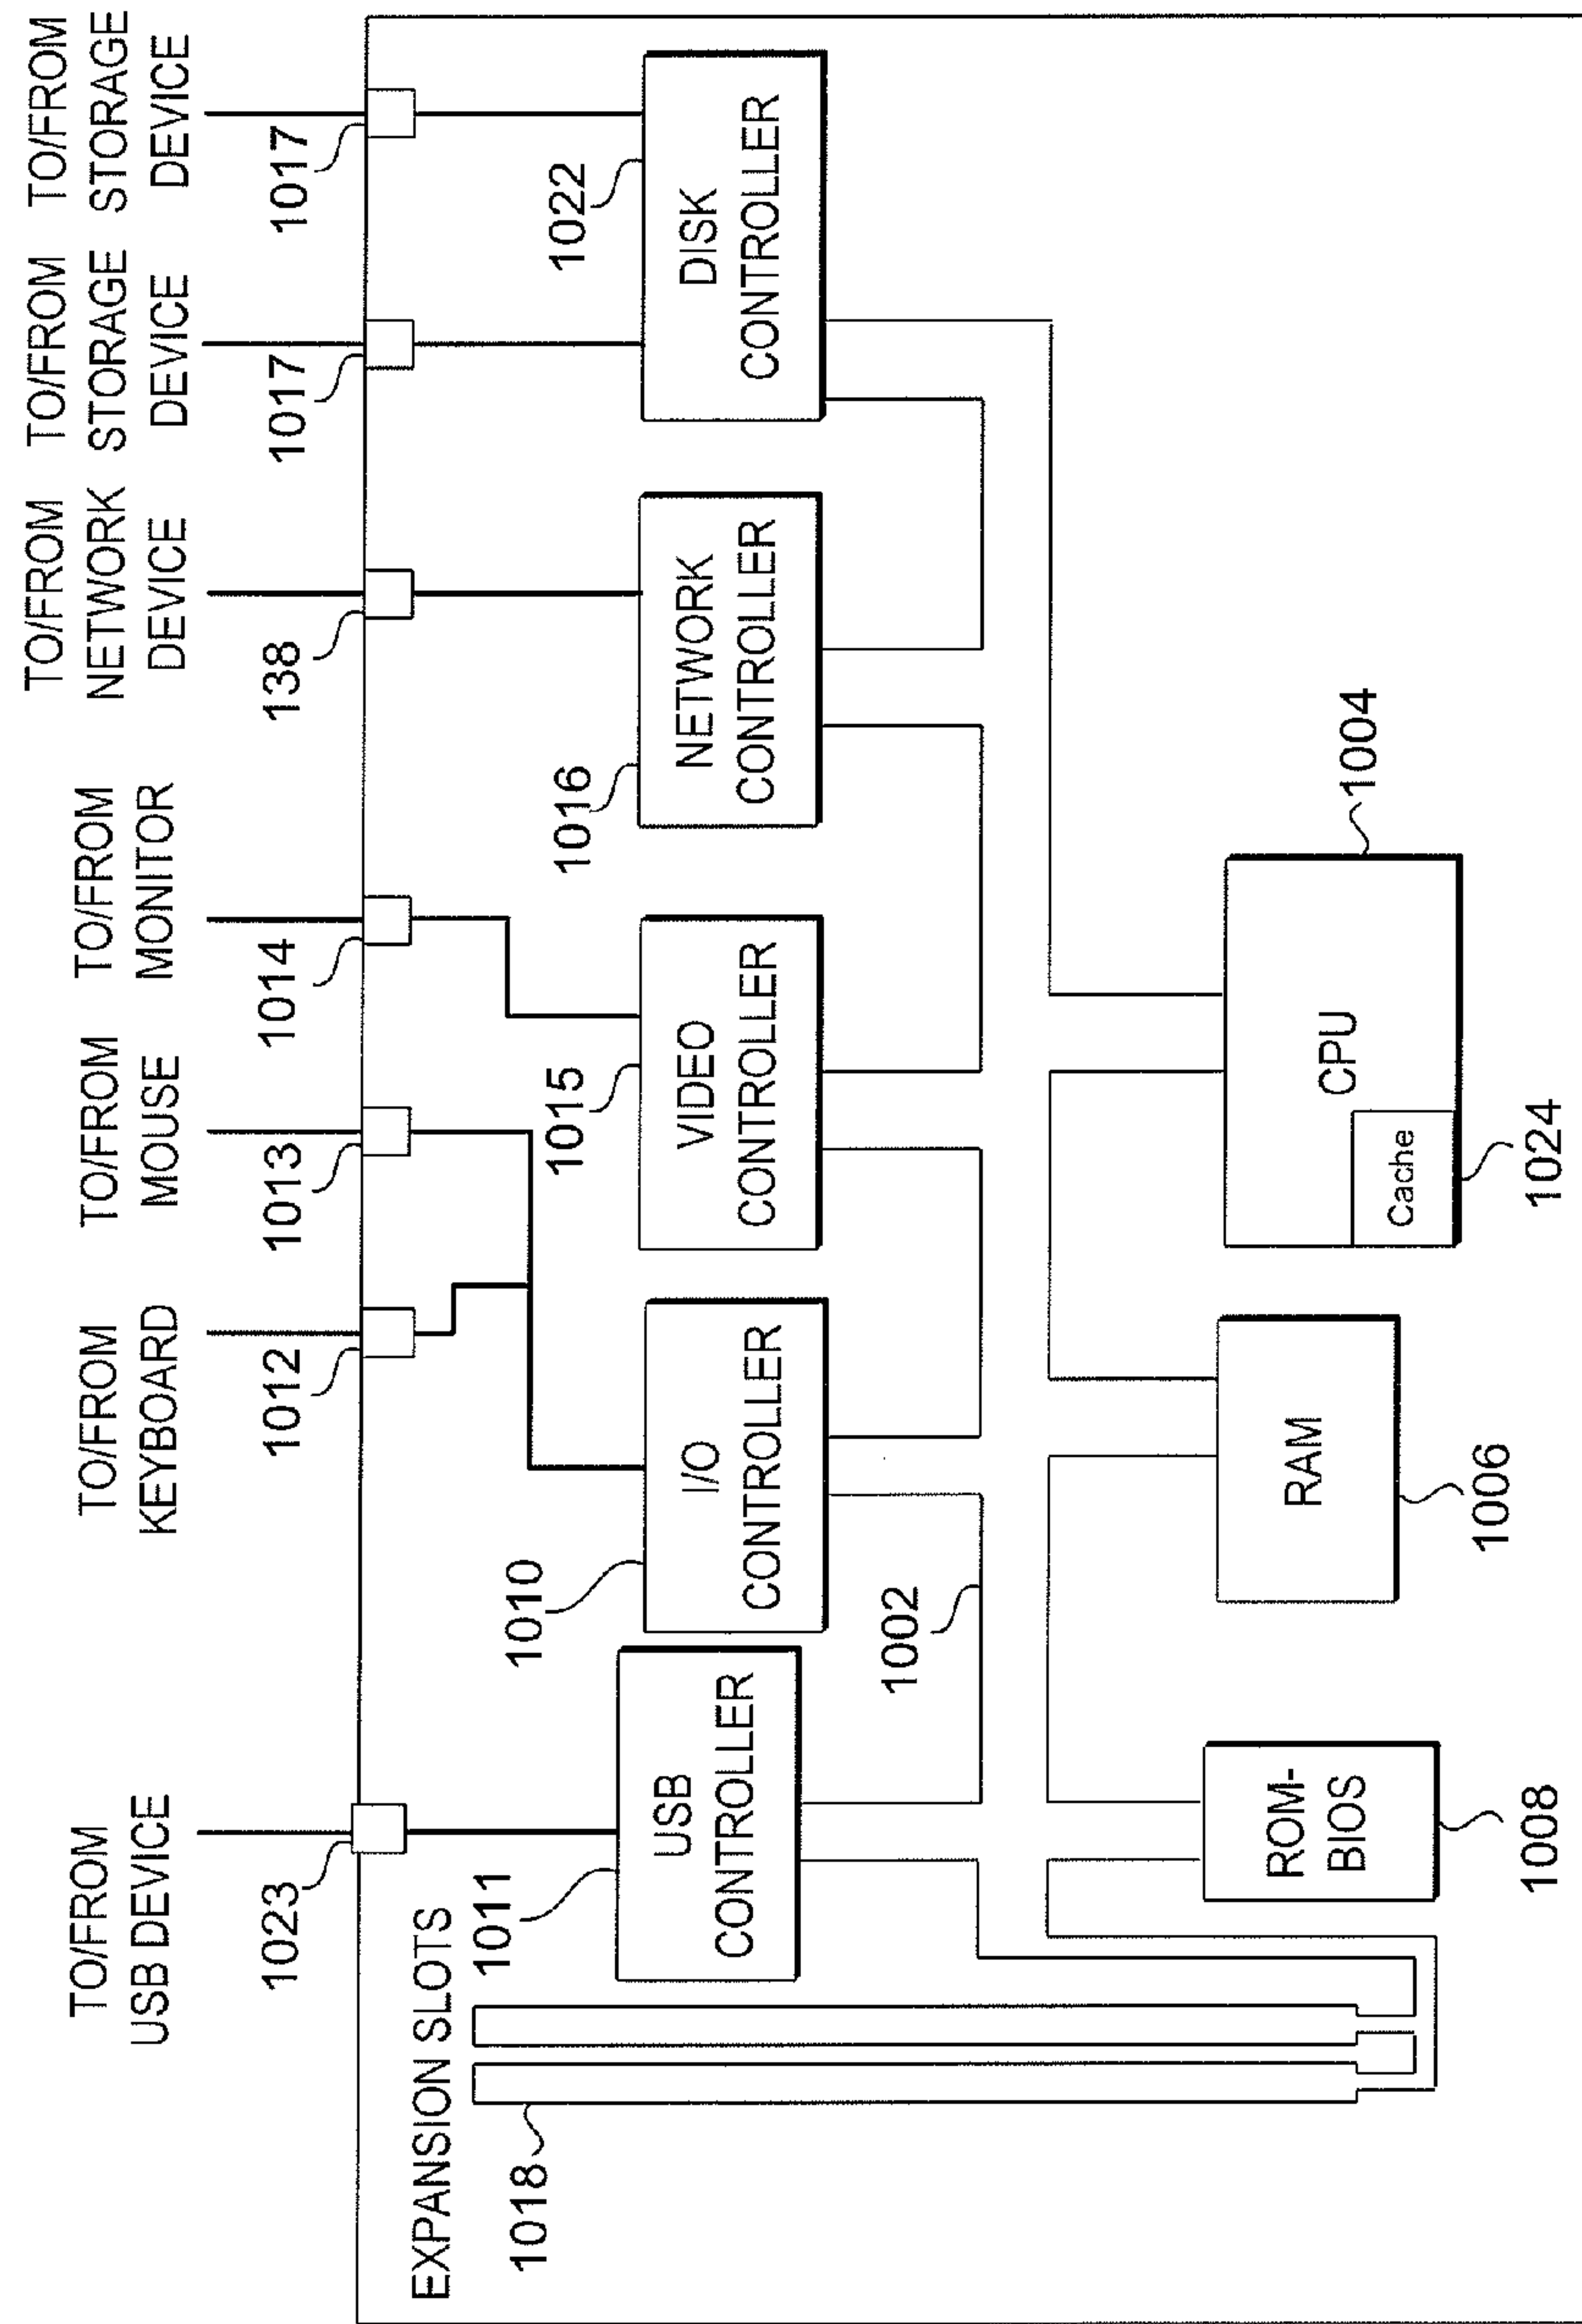 TO/FROM
USB DEVICE
TO/FROM
KEYBOARD
TO/FROM
MOUSE
TO/FROM
MONITOR
TO/FROM
NETWORK
DEVICE
TO/FROM
STORAGE
DEVICE
TO/FROM
STORAGE
DEVICE
1023
1012
1013
1014
138
1017
1017
EXPANSION SLOTS
1018
1011
USB
CONTROLLER
1010
I/O
CONTROLLER
1015
VIDEO
CONTROLLER
1016
NETWORK
CONTROLLER
1022
DISK
CONTROLLER
1002
ROM-
BIOS
1008
RAM
1006
CPU
Cache
1004
1024